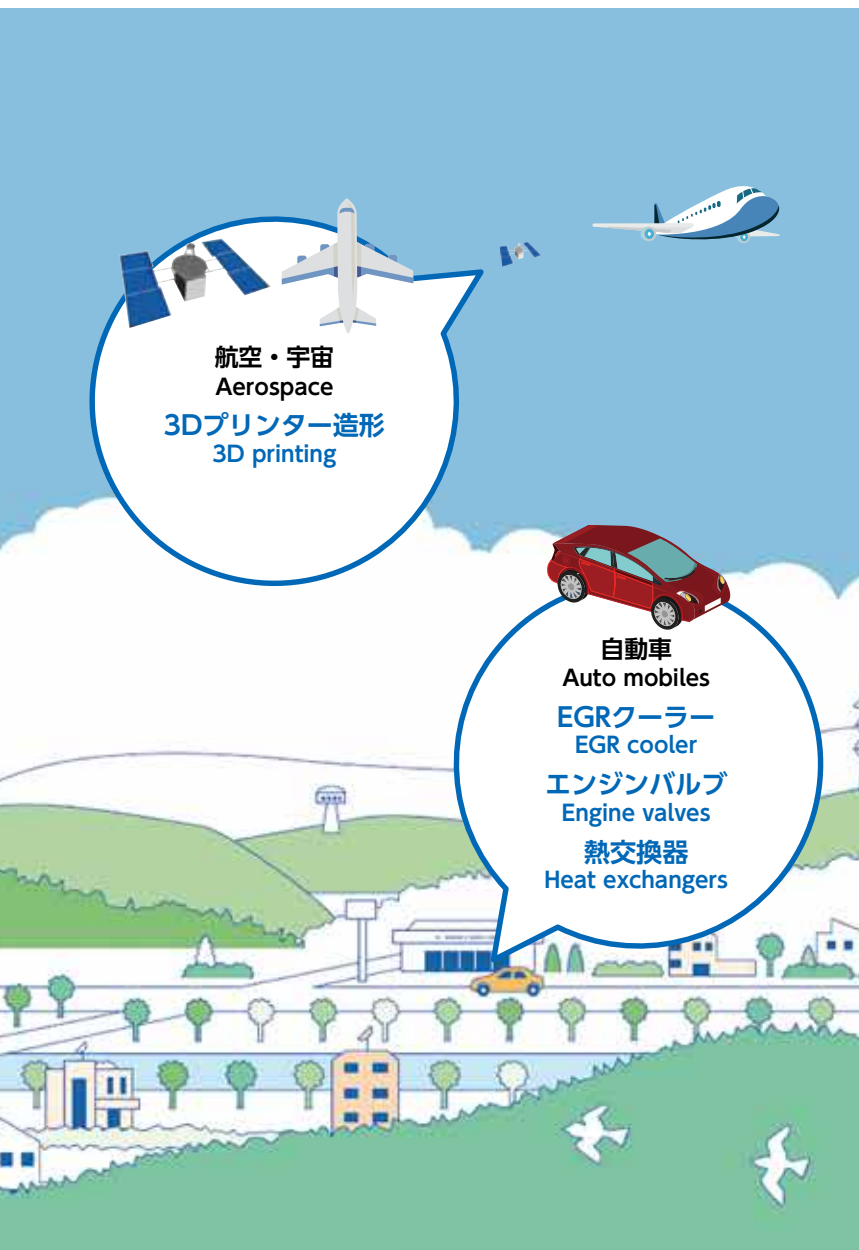 航空・宇宙
Aerospace
3Dプリンター造形
3D printing
自動車
Auto mobiles
EGRクーラー
EGR cooler
エンジンバルブ
Engine valves
熱交換器
Heat exchangers